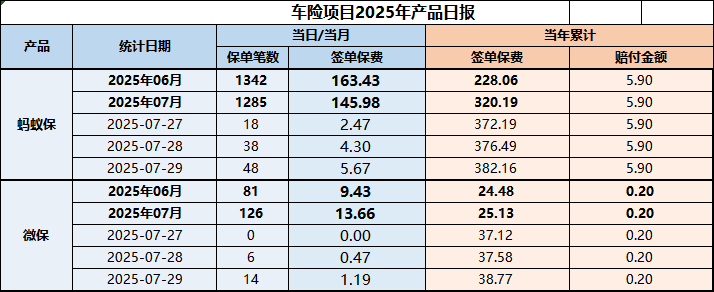 车险项目2025年产品日报
产品 统计日期 当日/当月 当年累计
保单笔数 签单保费 签单保费 赔付金额
蚂蚁保 2025年06月 1342 163.43 228.06 5.90
2025年07月 1285 145.98 320.19 5.90
2025-07-27 18 2.47 372.19 5.90
2025-07-28 38 4.30 376.49 5.90
2025-07-29 48 5.67 382.16 5.90
微保 2025年06月 81 9.43 24.48 0.20
2025年07月 126 13.66 25.13 0.20
2025-07-27 0 0.00 37.12 0.20
2025-07-28 6 0.47 37.58 0.20
2025-07-29 14 1.19 38.77 0.20